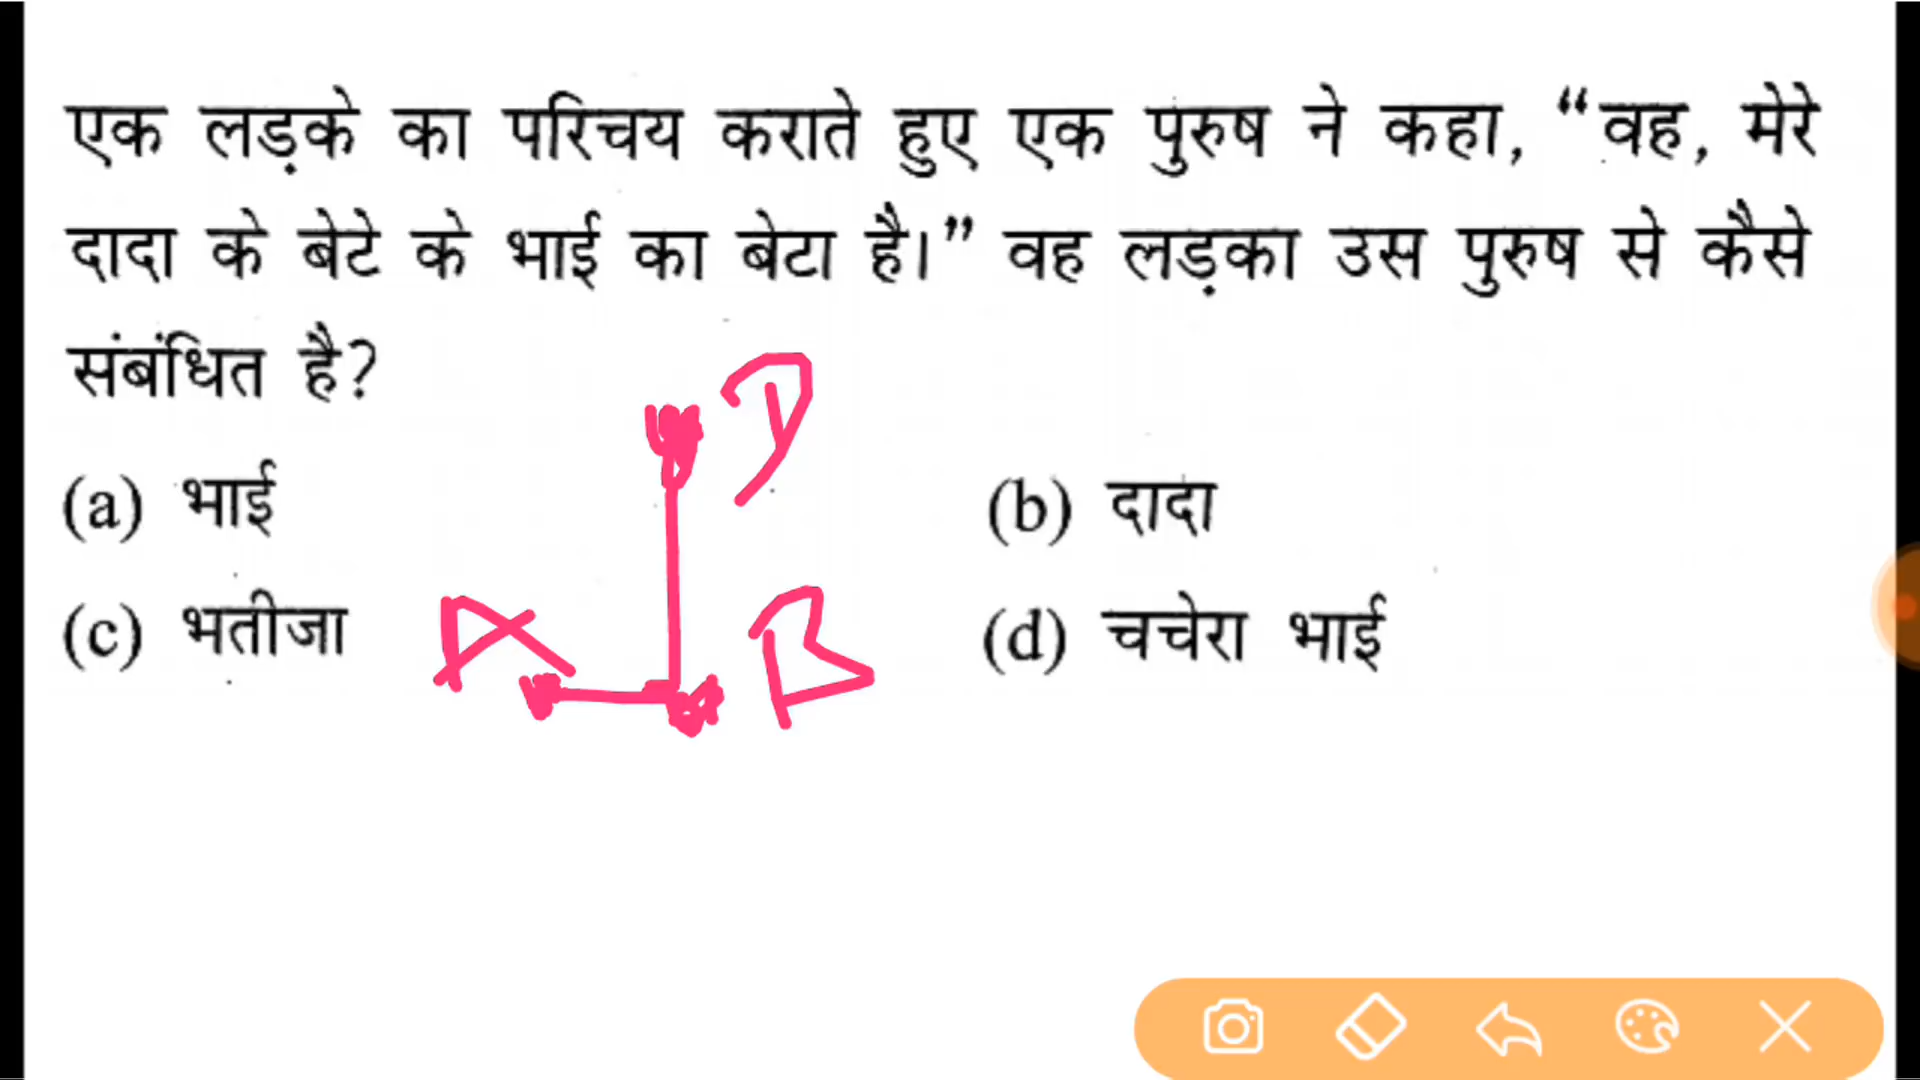 एक लड़के का परिचय कराते हुए एक पुरुष ने कहा, “वह, मेरे
दादा के बेटे के भाई का बेटा है।” वह लड़का उस पुरुष से कैसे
संबंधित है?
(a) भाई (b) दादा
(c) भतीजा (d) चचेरा भाई
D
A B